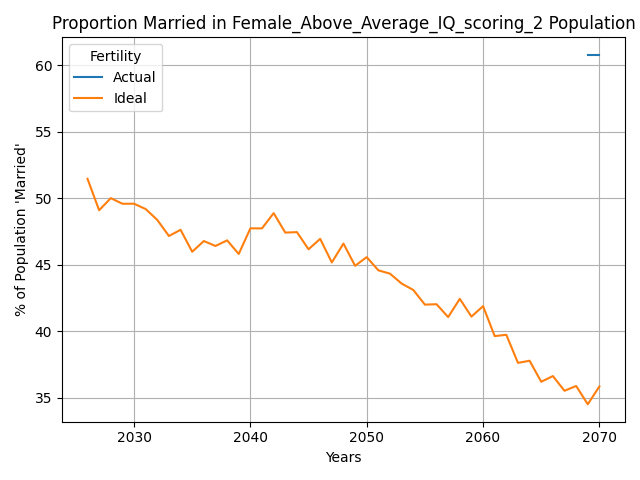 Proportion Married in Female_Above_Average_IQ_scoring_2 Population
Fertility
Actual
Ideal
% of Population 'Married'
60
55
50
45
40
35
2030
2040
2050
2060
2070
Years